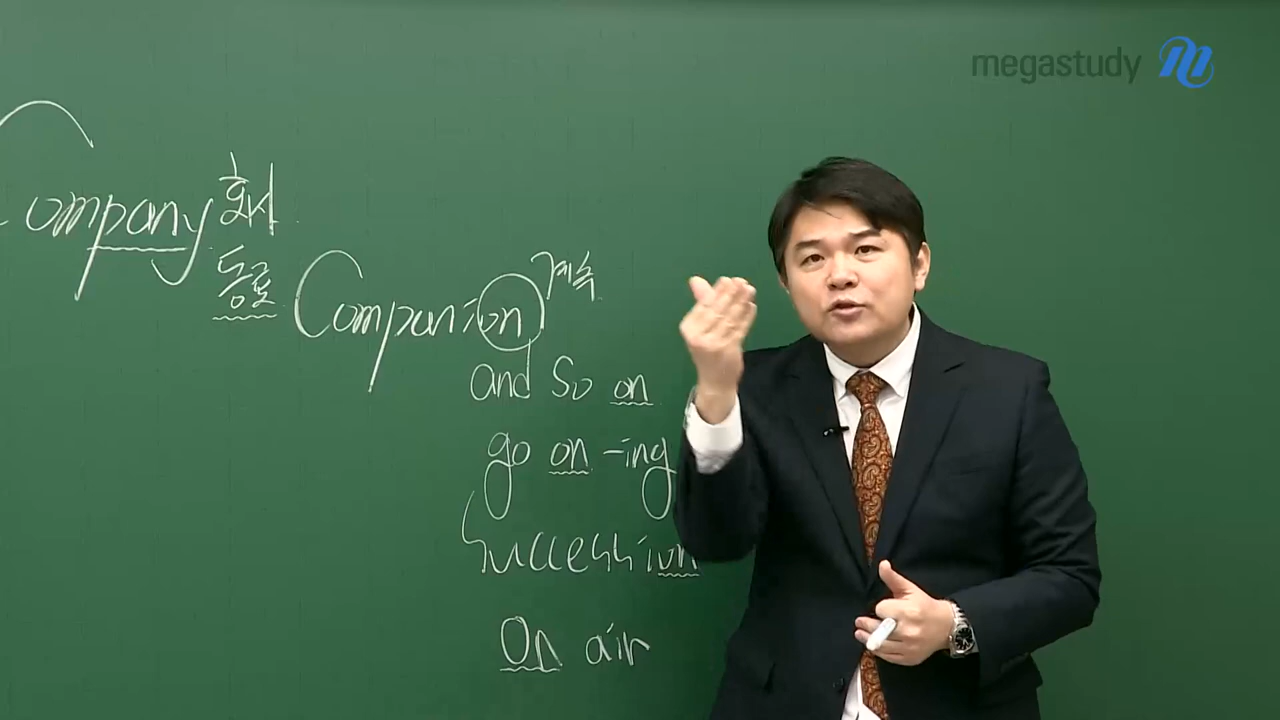 megastudy
Company 회사
동료
Companion 계속
and so on
go on -ing
Succession
On air